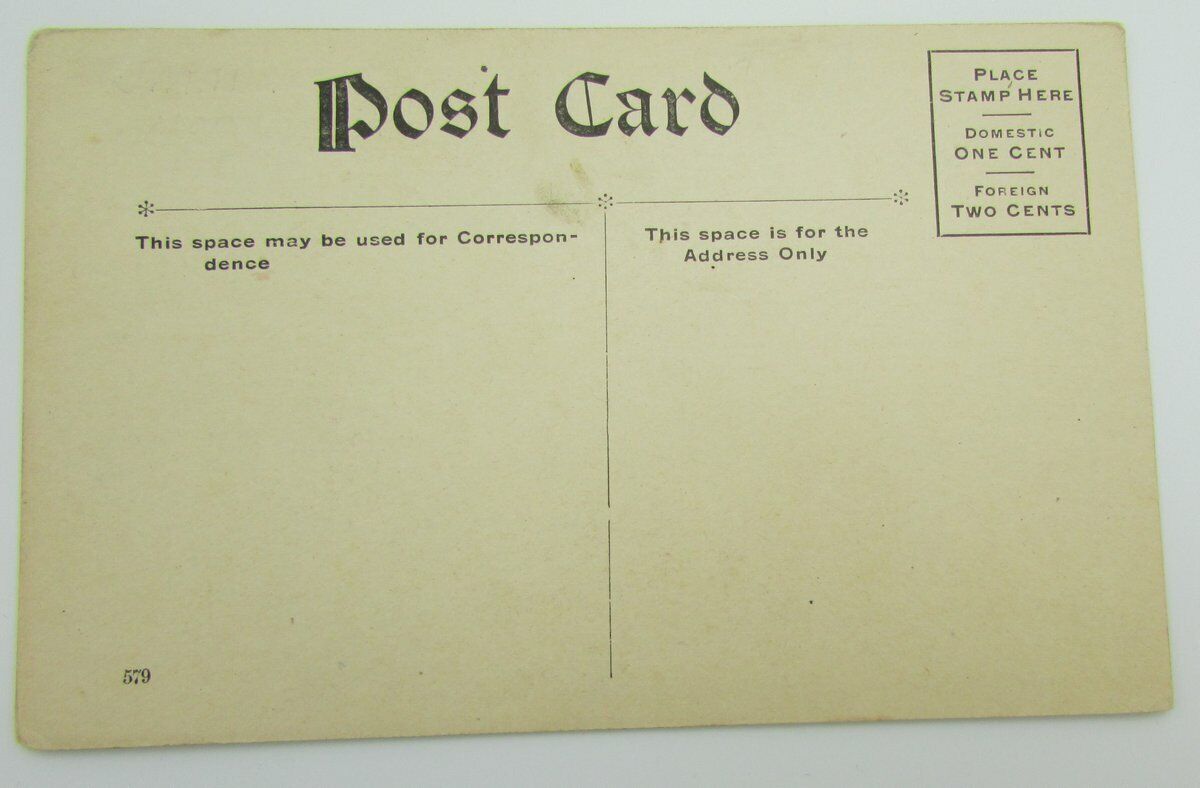 Post Card
PLACE
STAMP HERE
DOMESTIC
ONE CENT
FOREIGN
TWO CENTS
This space may be used for Correspon-
dence
This space is for the
Address Only
579